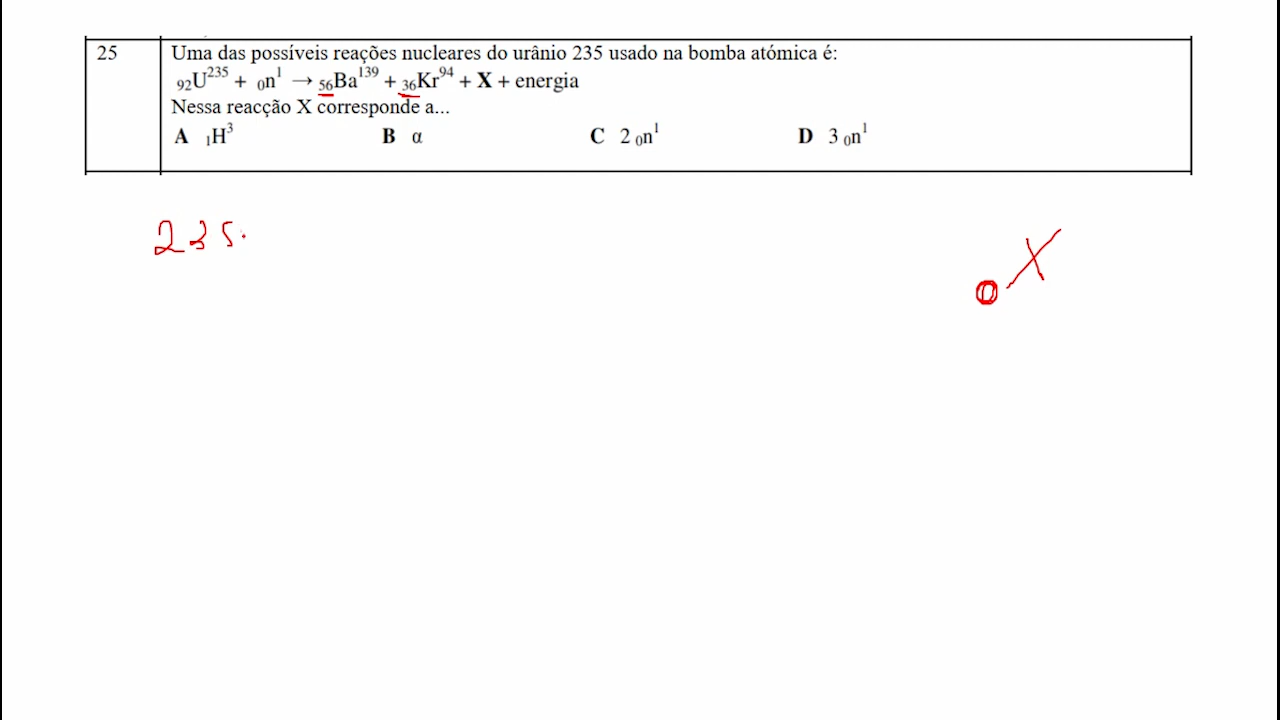 25
Uma das possíveis reações nucleares do urânio 235 usado na bomba atómica é:
₉₂U²³⁵ + ₀n¹ → ₅₆Ba¹³⁹ + ₃₆Kr⁹⁴ + X + energia
Nessa reacção X corresponde a...
A ₁H³ B α C 2 ₀n¹ D 3 ₀n¹
235
0 X